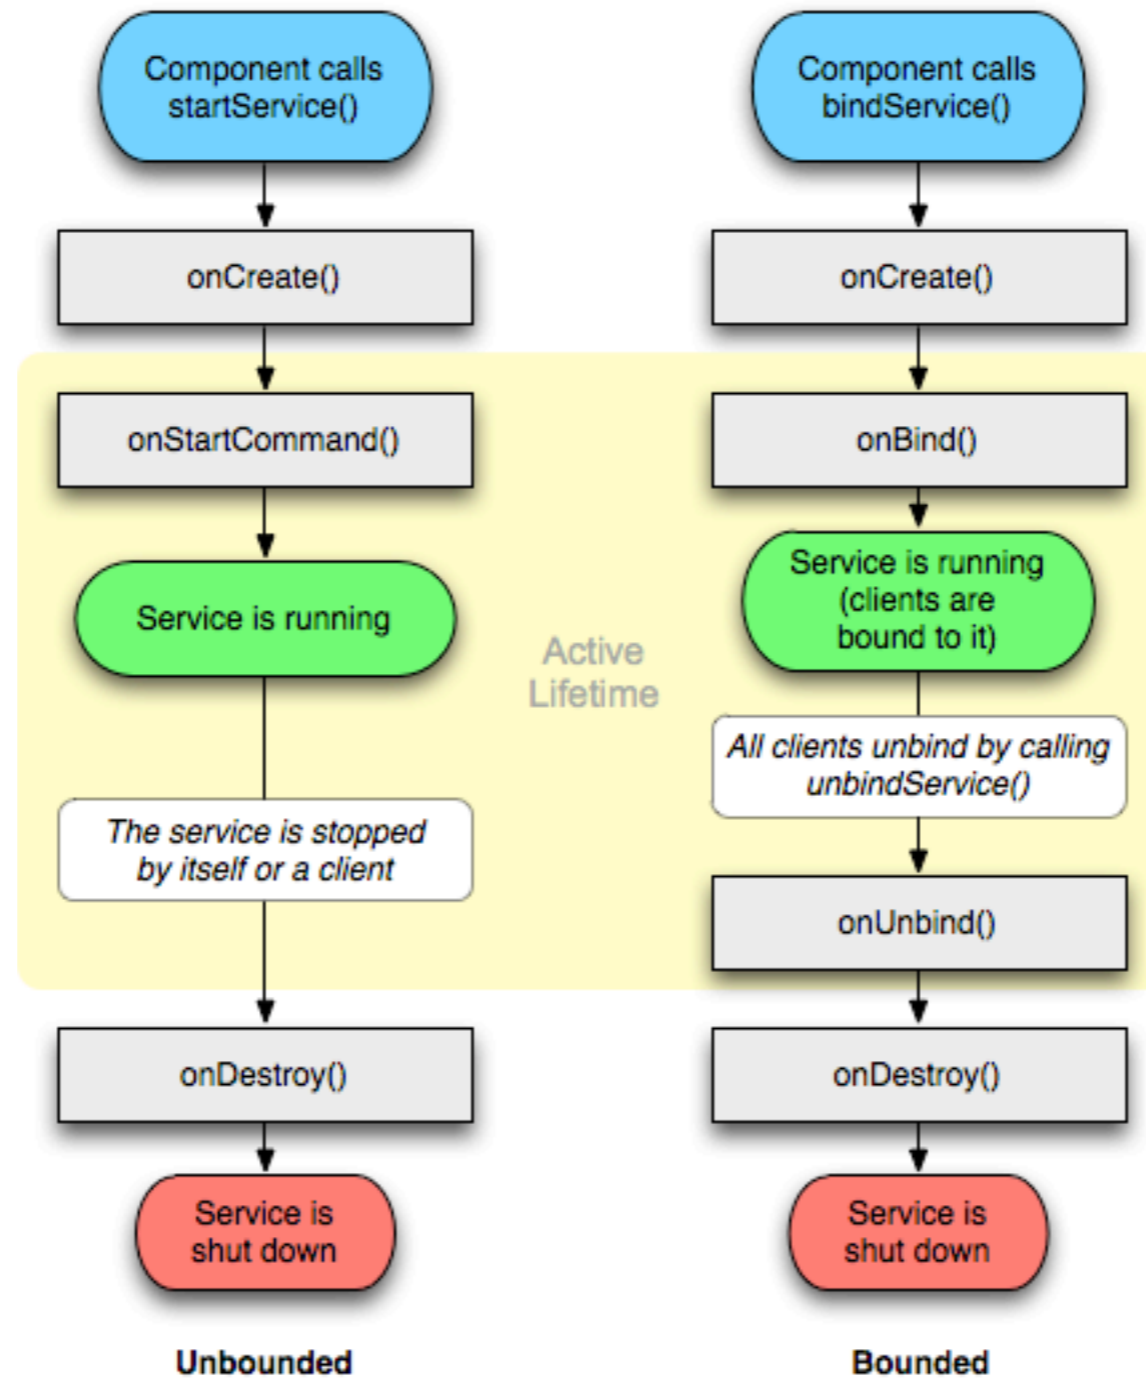 Component calls
startService()
onCreate()
onStartCommand()
Service is running
The service is stopped
by itself or a client
onDestroy()
Service is
shut down
Unbounded
Active
Lifetime
Component calls
bindService()
onCreate()
onBind()
Service is running
(clients are
bound to it)
All clients unbind by calling
unbindService()
onUnbind()
onDestroy()
Service is
shut down
Bounded